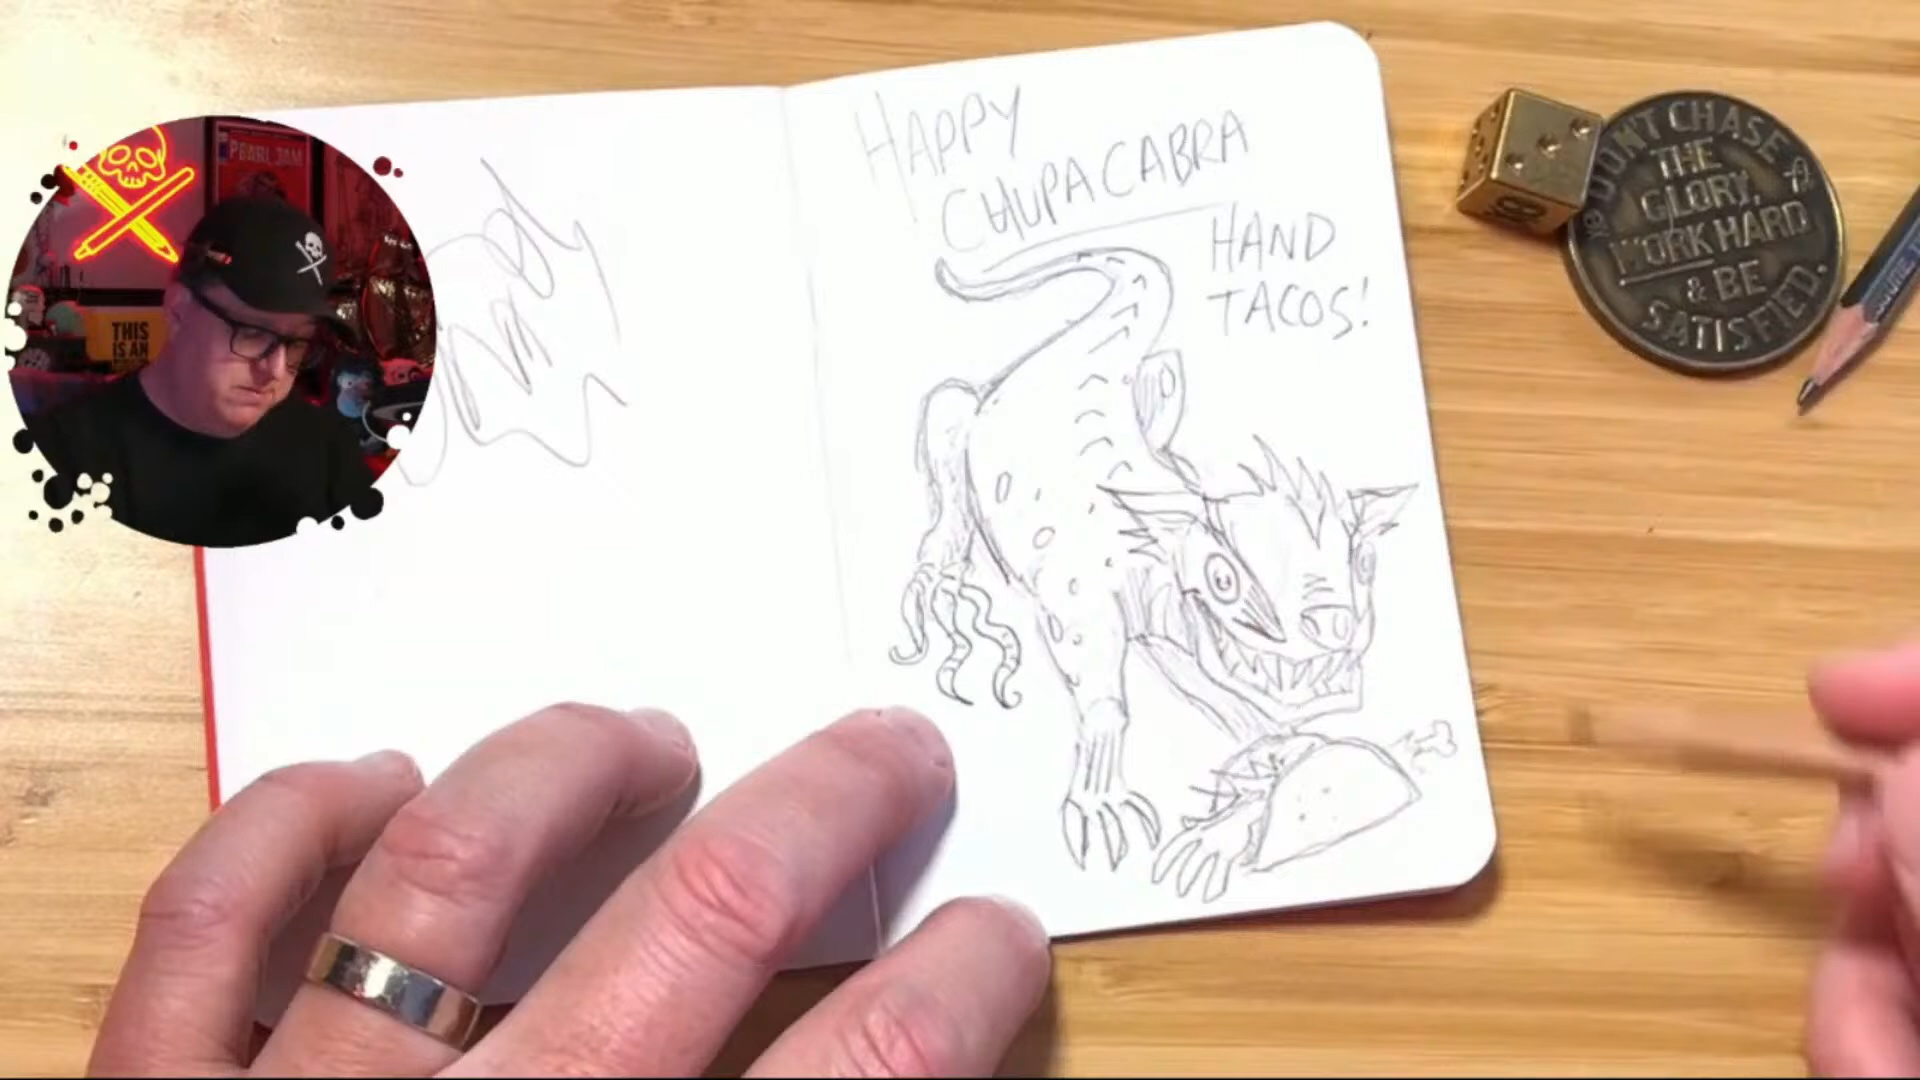 PEARL JAM
THIS
IS AN
HAPPY
CHUPACABRA
HAND
TACOS!
DON'T CHASE
THE
GLORY,
WORK HARD
& BE
SATISFIED.